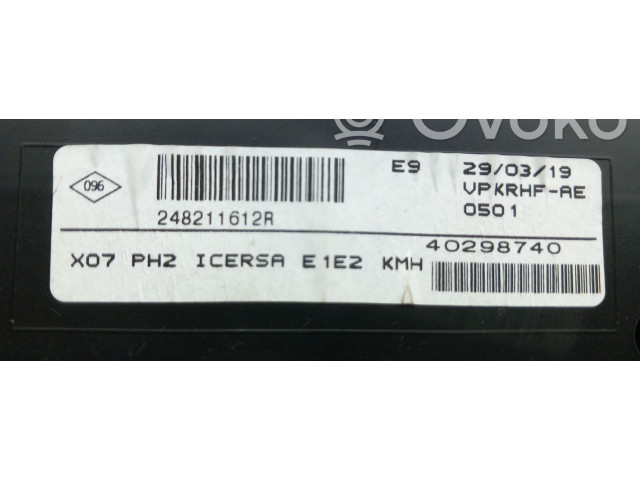 Ovoko
096
248211612R
E9
29/03/19
VPKRHF-AE
0501
X07 PH2 ICERSA E1E2 KMH
40298740